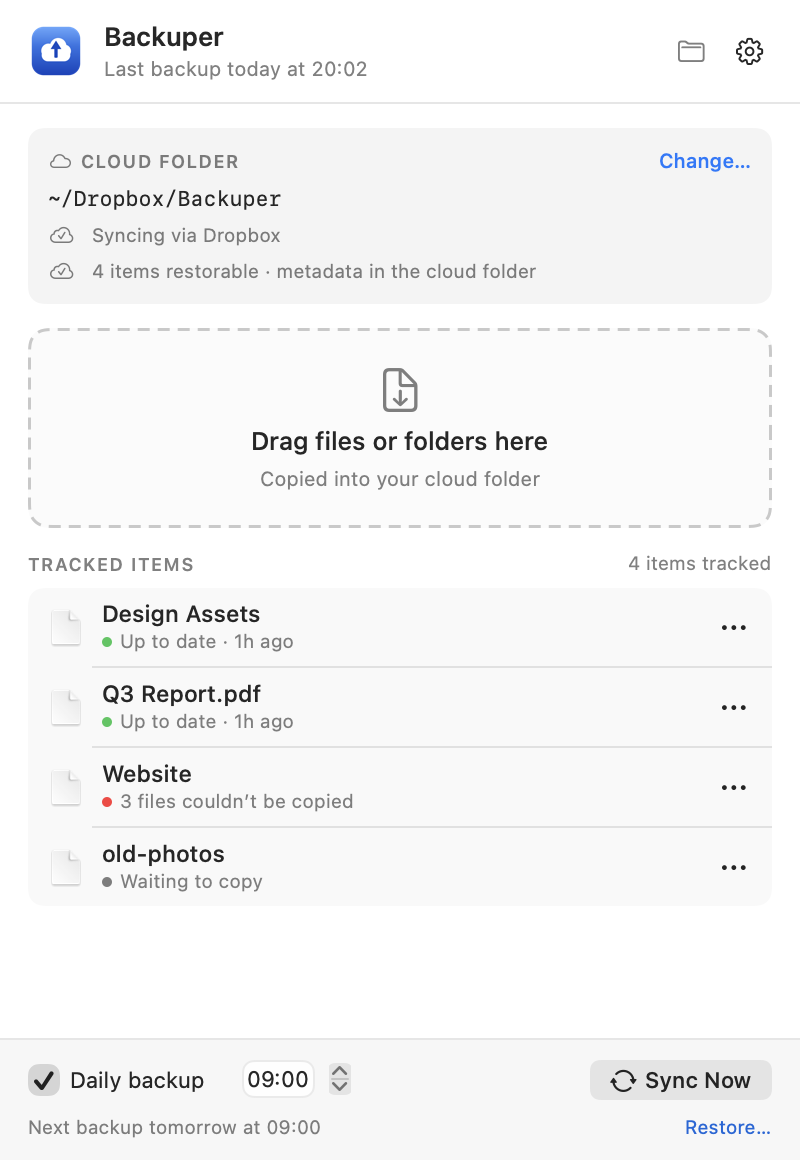 Backuper
Last backup today at 20:02
CLOUD FOLDER
Change...
~/Dropbox/Backuper
Syncing via Dropbox
4 items restorable · metadata in the cloud folder
Drag files or folders here
Copied into your cloud folder
TRACKED ITEMS
4 items tracked
Design Assets
Up to date · 1h ago
Q3 Report.pdf
Up to date · 1h ago
Website
3 files couldn’t be copied
old-photos
Waiting to copy
Daily backup
09:00
Sync Now
Next backup tomorrow at 09:00
Restore...